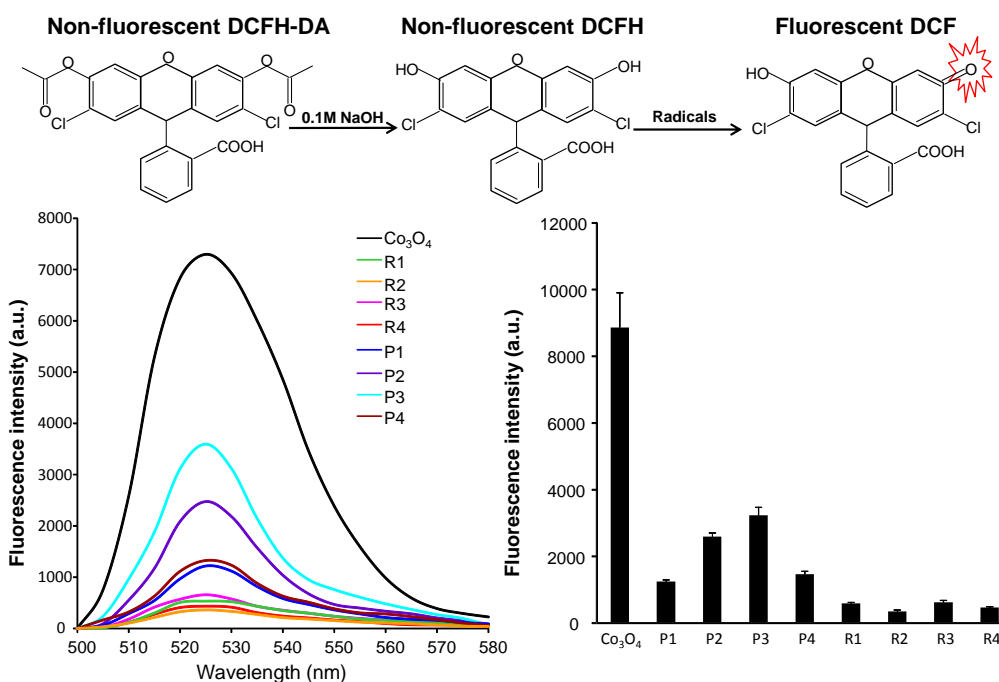 Non-fluorescent DCFH-DA
Non-fluorescent DCFH
Fluorescent DCF
O
O
O
O
O
Cl
Cl
COOH
0.1M NaOH
HO
O
OH
Cl
Cl
COOH
Radicals
HO
O
O
Cl
Cl
COOH
Fluorescence intensity (a.u.)
8000
7000
6000
5000
4000
3000
2000
1000
0
500 510 520 530 540 550 560 570 580
Wavelength (nm)
Co₃O₄
R1
R2
R3
R4
P1
P2
P3
P4
Fluorescence intensity (a.u.)
12000
10000
8000
6000
4000
2000
0
Co₃O₄ P1 P2 P3 P4 R1 R2 R3 R4